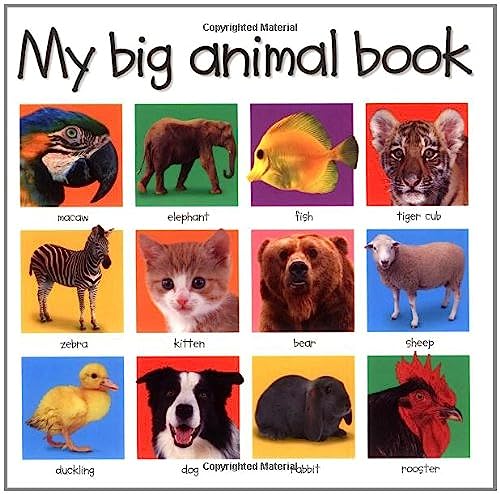 Copyrighted Material
My big animal book
macaw elephant fish tiger cub
zebra kitten bear sheep
duckling dog rabbit rooster
Copyrighted Material